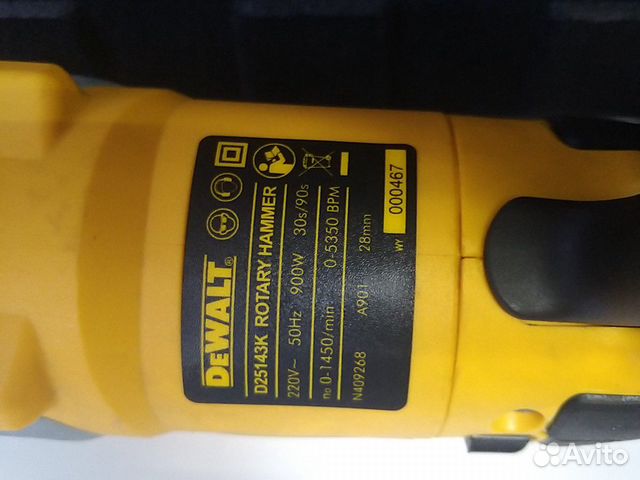 DEWALT®
D25143K ROTARY HAMMER
220V~ 50Hz 900W 30s/90s
no 0-1450/min 0-5350 BPM
N409268 A901 28mm
WY 000467
Avito